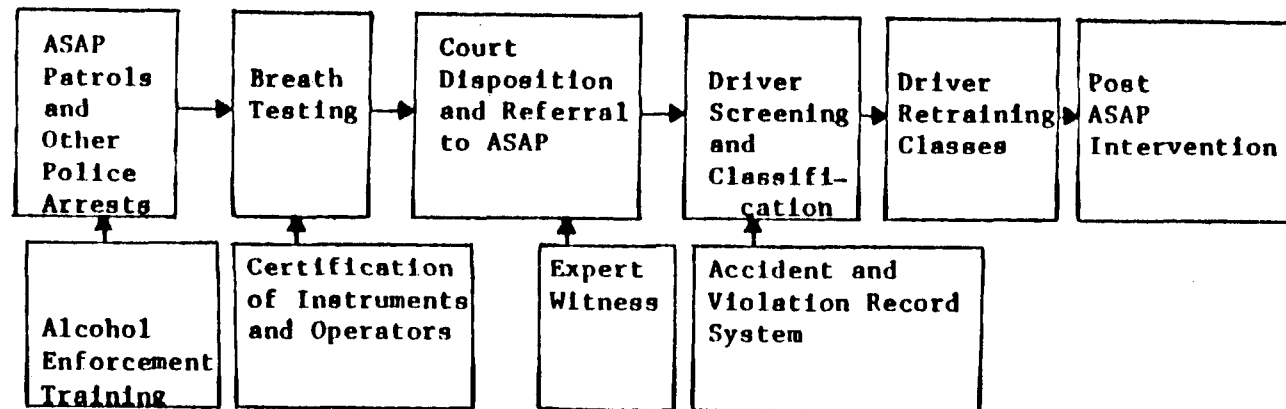 ASAP
Patrols
and
Other
Police
Arrests
Breath
Testing
Court
Disposition
and Referral
to ASAP
Driver
Screening
and
Classifi-
cation
Driver
Retraining
Classes
Post
ASAP
Intervention
Alcohol
Enforcement
Training
Certification
of Instruments
and Operators
Expert
Witness
Accident and
Violation Record
System